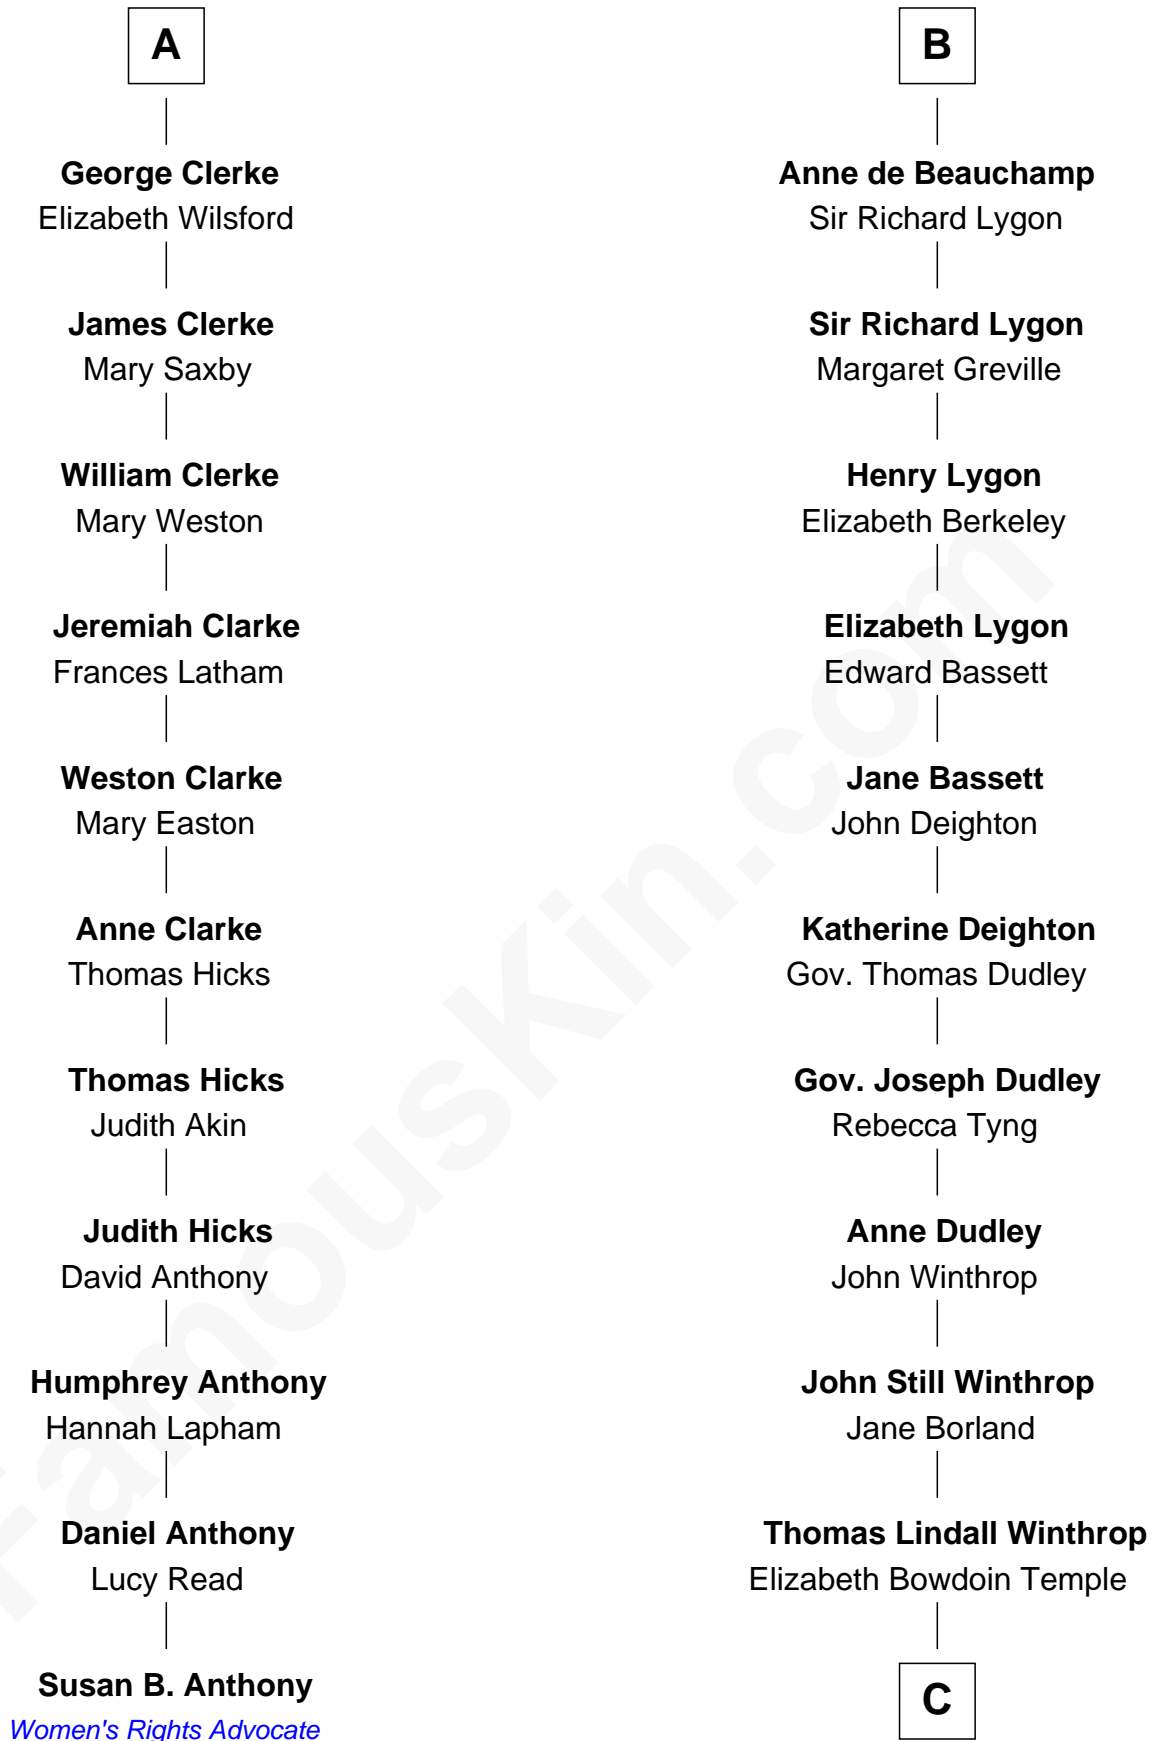 A
George Clerke
Elizabeth Wilsford
James Clerke
Mary Saxby
William Clerke
Mary Weston
Jeremiah Clarke
Frances Latham
Weston Clarke
Mary Easton
Anne Clarke
Thomas Hicks
Thomas Hicks
Judith Akin
Judith Hicks
David Anthony
Humphrey Anthony
Hannah Lapham
Daniel Anthony
Lucy Read
Susan B. Anthony
Women's Rights Advocate
B
Anne de Beauchamp
Sir Richard Lygon
Sir Richard Lygon
Margaret Greville
Henry Lygon
Elizabeth Berkeley
Elizabeth Lygon
Edward Bassett
Jane Bassett
John Deighton
Katherine Deighton
Gov. Thomas Dudley
Gov. Joseph Dudley
Rebecca Tyng
Anne Dudley
John Winthrop
John Still Winthrop
Jane Borland
Thomas Lindall Winthrop
Elizabeth Bowdoin Temple
C
FamousKin.com